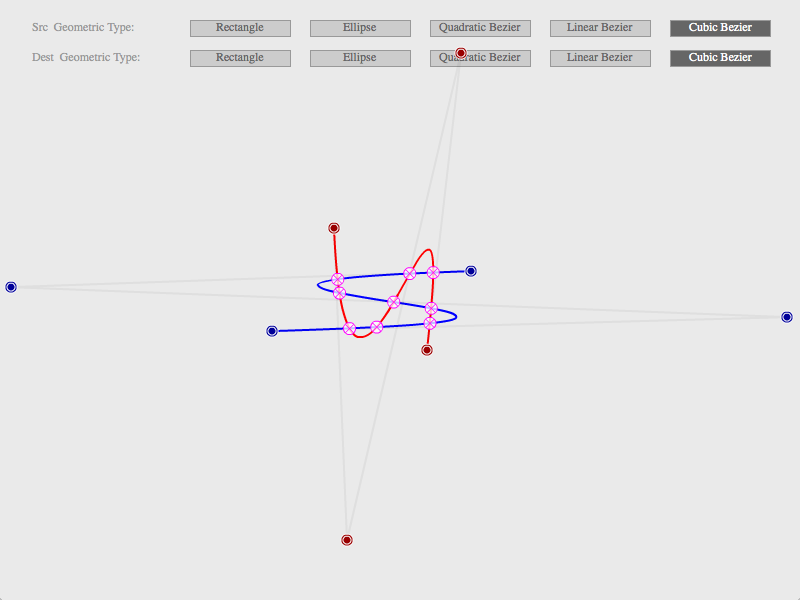 Src Geometric Type: Rectangle Ellipse Quadratic Bezier Linear Bezier Cubic Bezier
Dest Geometric Type: Rectangle Ellipse Quadratic Bezier Linear Bezier Cubic Bezier